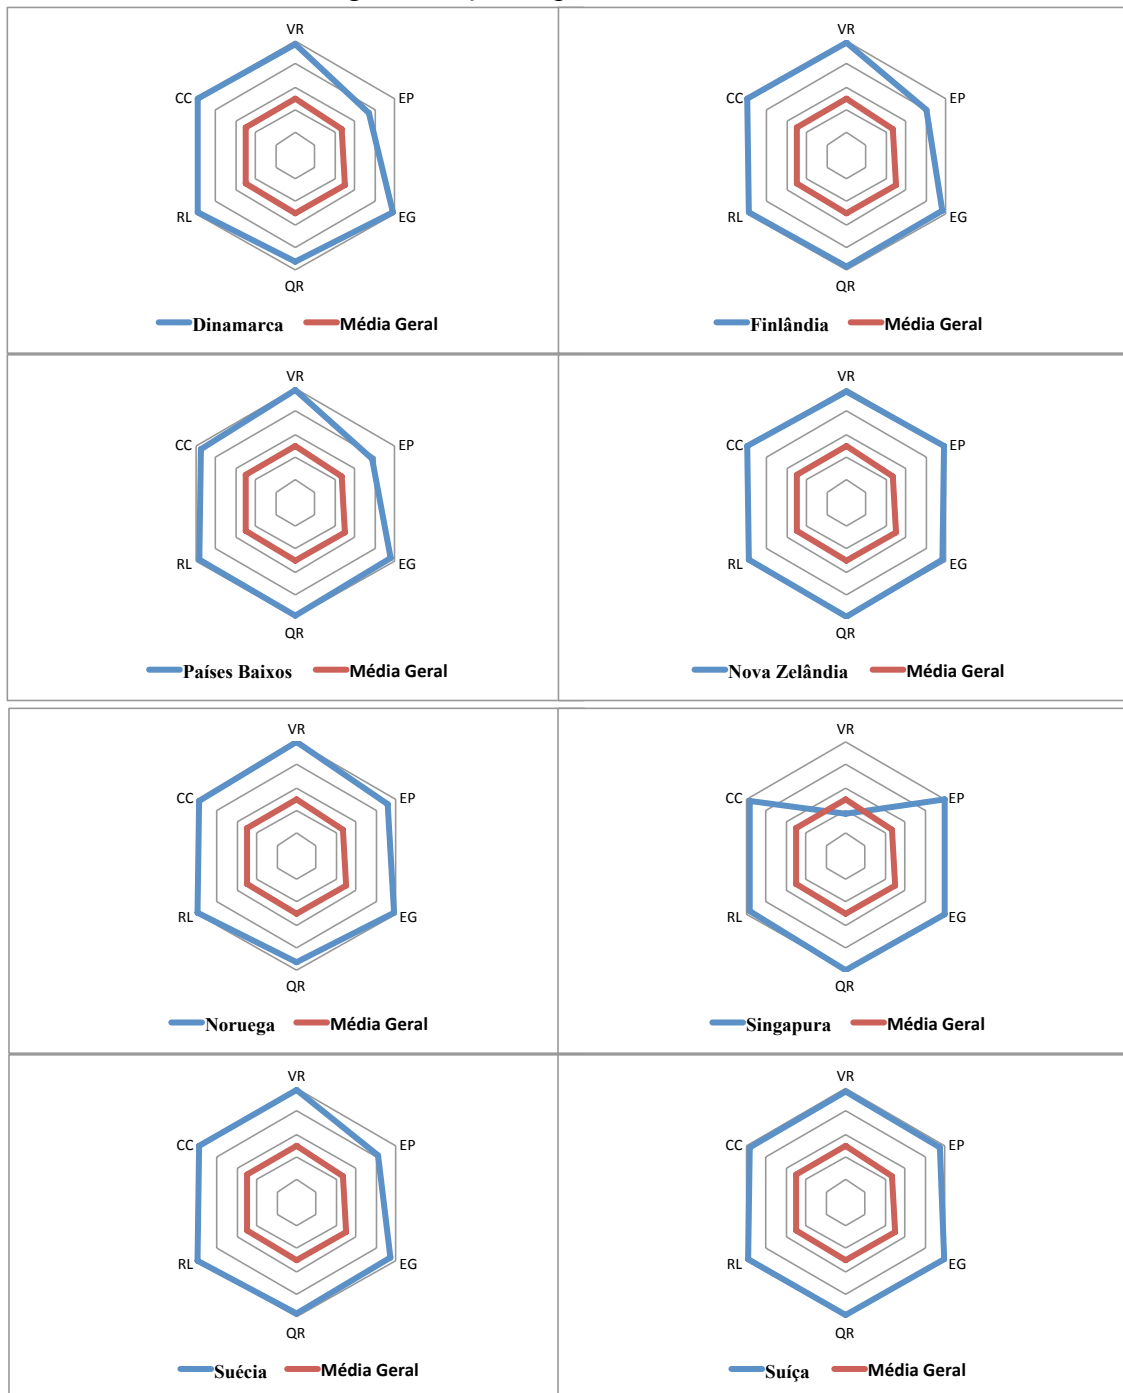 VR
CC EP
RL EG
QR
Dinamarca Média Geral
VR
CC EP
RL EG
QR
Finlândia Média Geral
VR
CC EP
RL EG
QR
Países Baixos Média Geral
VR
CC EP
RL EG
QR
Nova Zelândia Média Geral
VR
CC EP
RL EG
QR
Noruega Média Geral
VR
CC EP
RL EG
QR
Singapura Média Geral
VR
CC EP
RL EG
QR
Suécia Média Geral
VR
CC EP
RL EG
QR
Suíça Média Geral